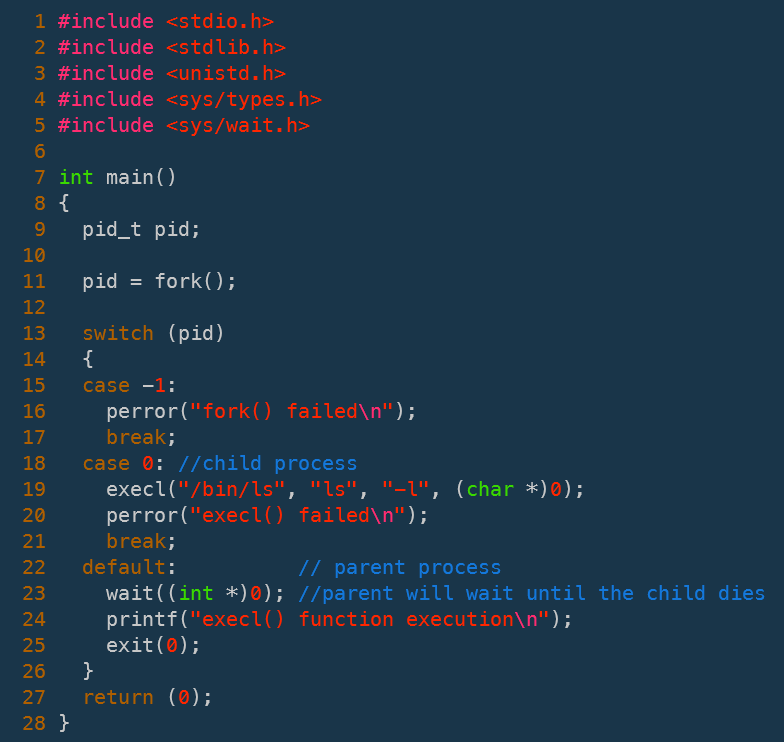 1 #include <stdio.h>
2 #include <stdlib.h>
3 #include <unistd.h>
4 #include <sys/types.h>
5 #include <sys/wait.h>
6
7 int main()
8 {
9   pid_t pid;
10
11   pid = fork();
12
13   switch (pid)
14   {
15   case -1:
16     perror("fork() failed\n");
17     break;
18   case 0: //child process
19     execl("/bin/ls", "ls", "-l", (char *)0);
20     perror("execl() failed\n");
21     break;
22   default:          // parent process
23     wait((int *)0); //parent will wait until the child dies
24     printf("execl() function execution\n");
25     exit(0);
26   }
27   return (0);
28 }